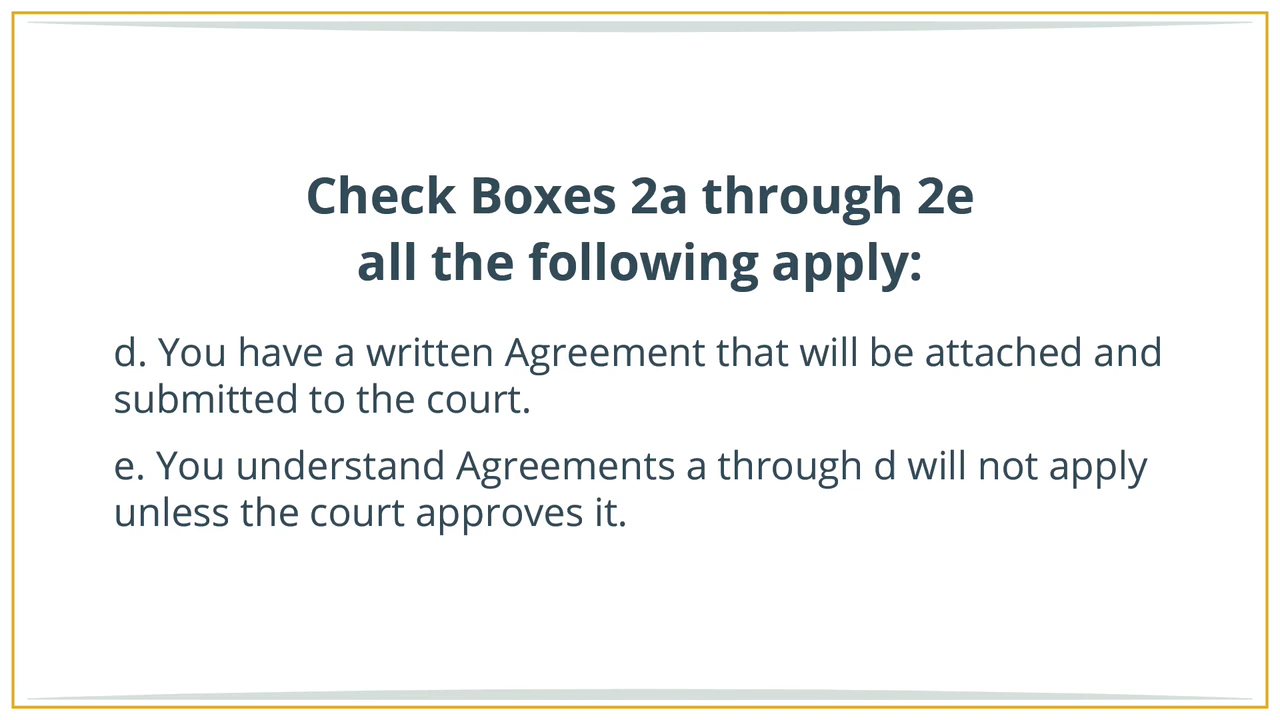 Check Boxes 2a through 2e
all the following apply:
d. You have a written Agreement that will be attached and
submitted to the court.
e. You understand Agreements a through d will not apply
unless the court approves it.